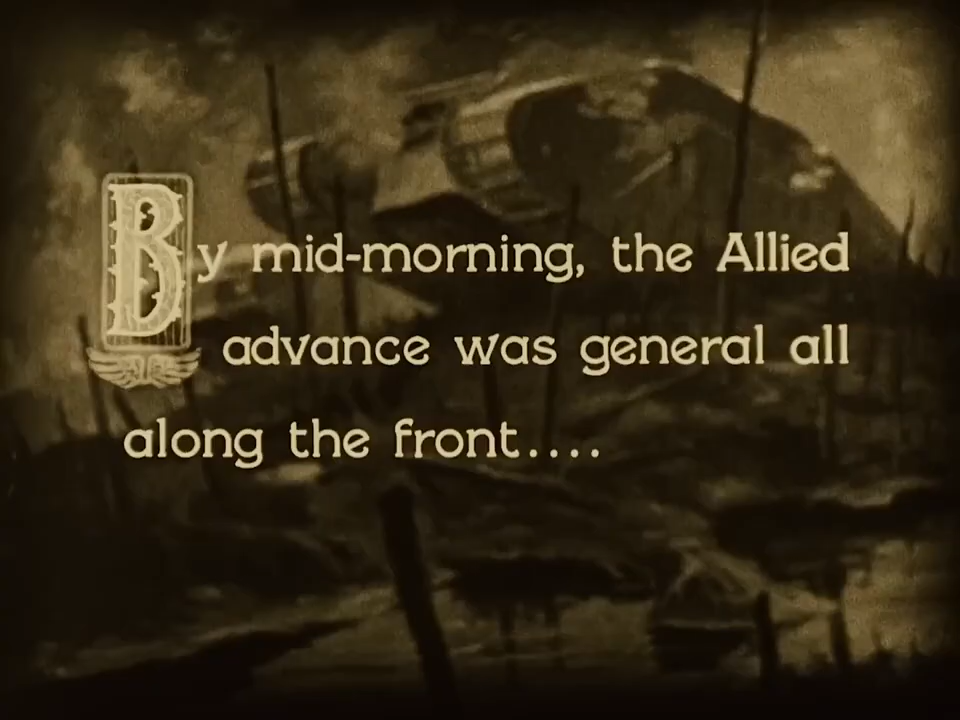 By mid-morning, the Allied
advance was general all
along the front....